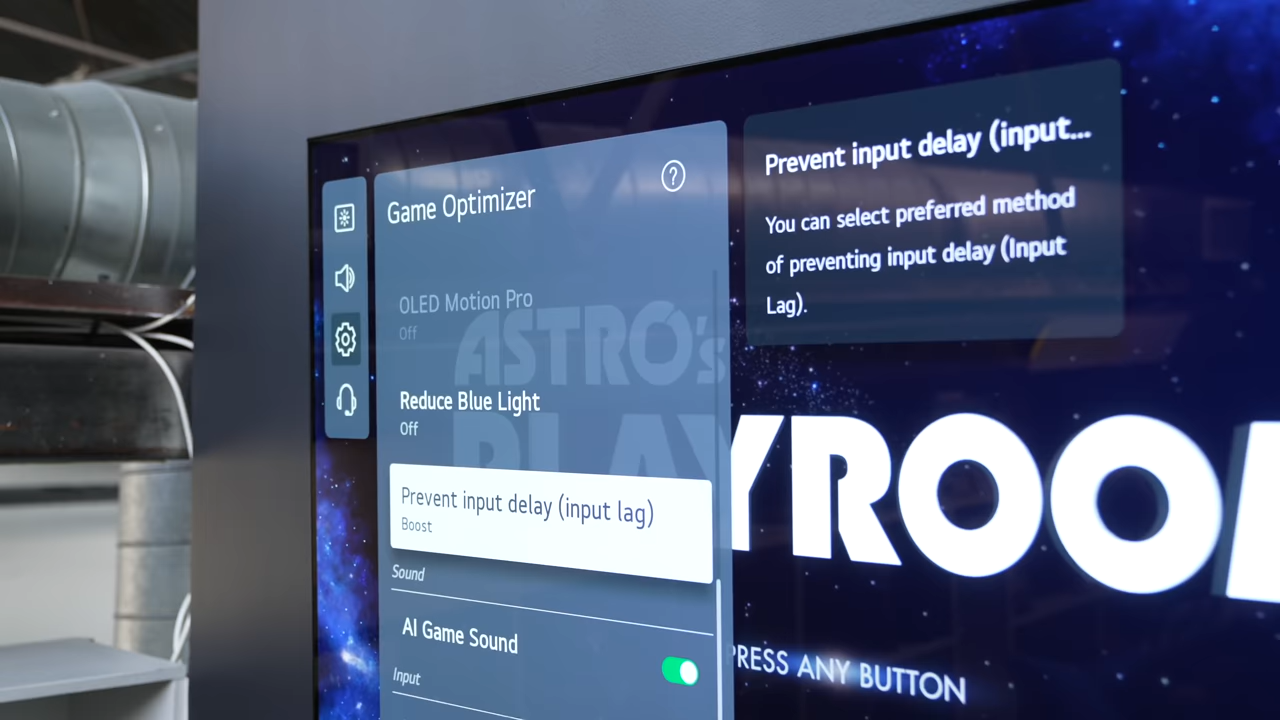 Game Optimizer
?
OLED Motion Pro
Off
Reduce Blue Light
Off
Prevent input delay (input lag)
Boost
Sound
AI Game Sound
Input
Prevent input delay (input...
You can select preferred method
of preventing input delay (Input
Lag).
ASTRO's
PLAYROO
PRESS ANY BUTTON